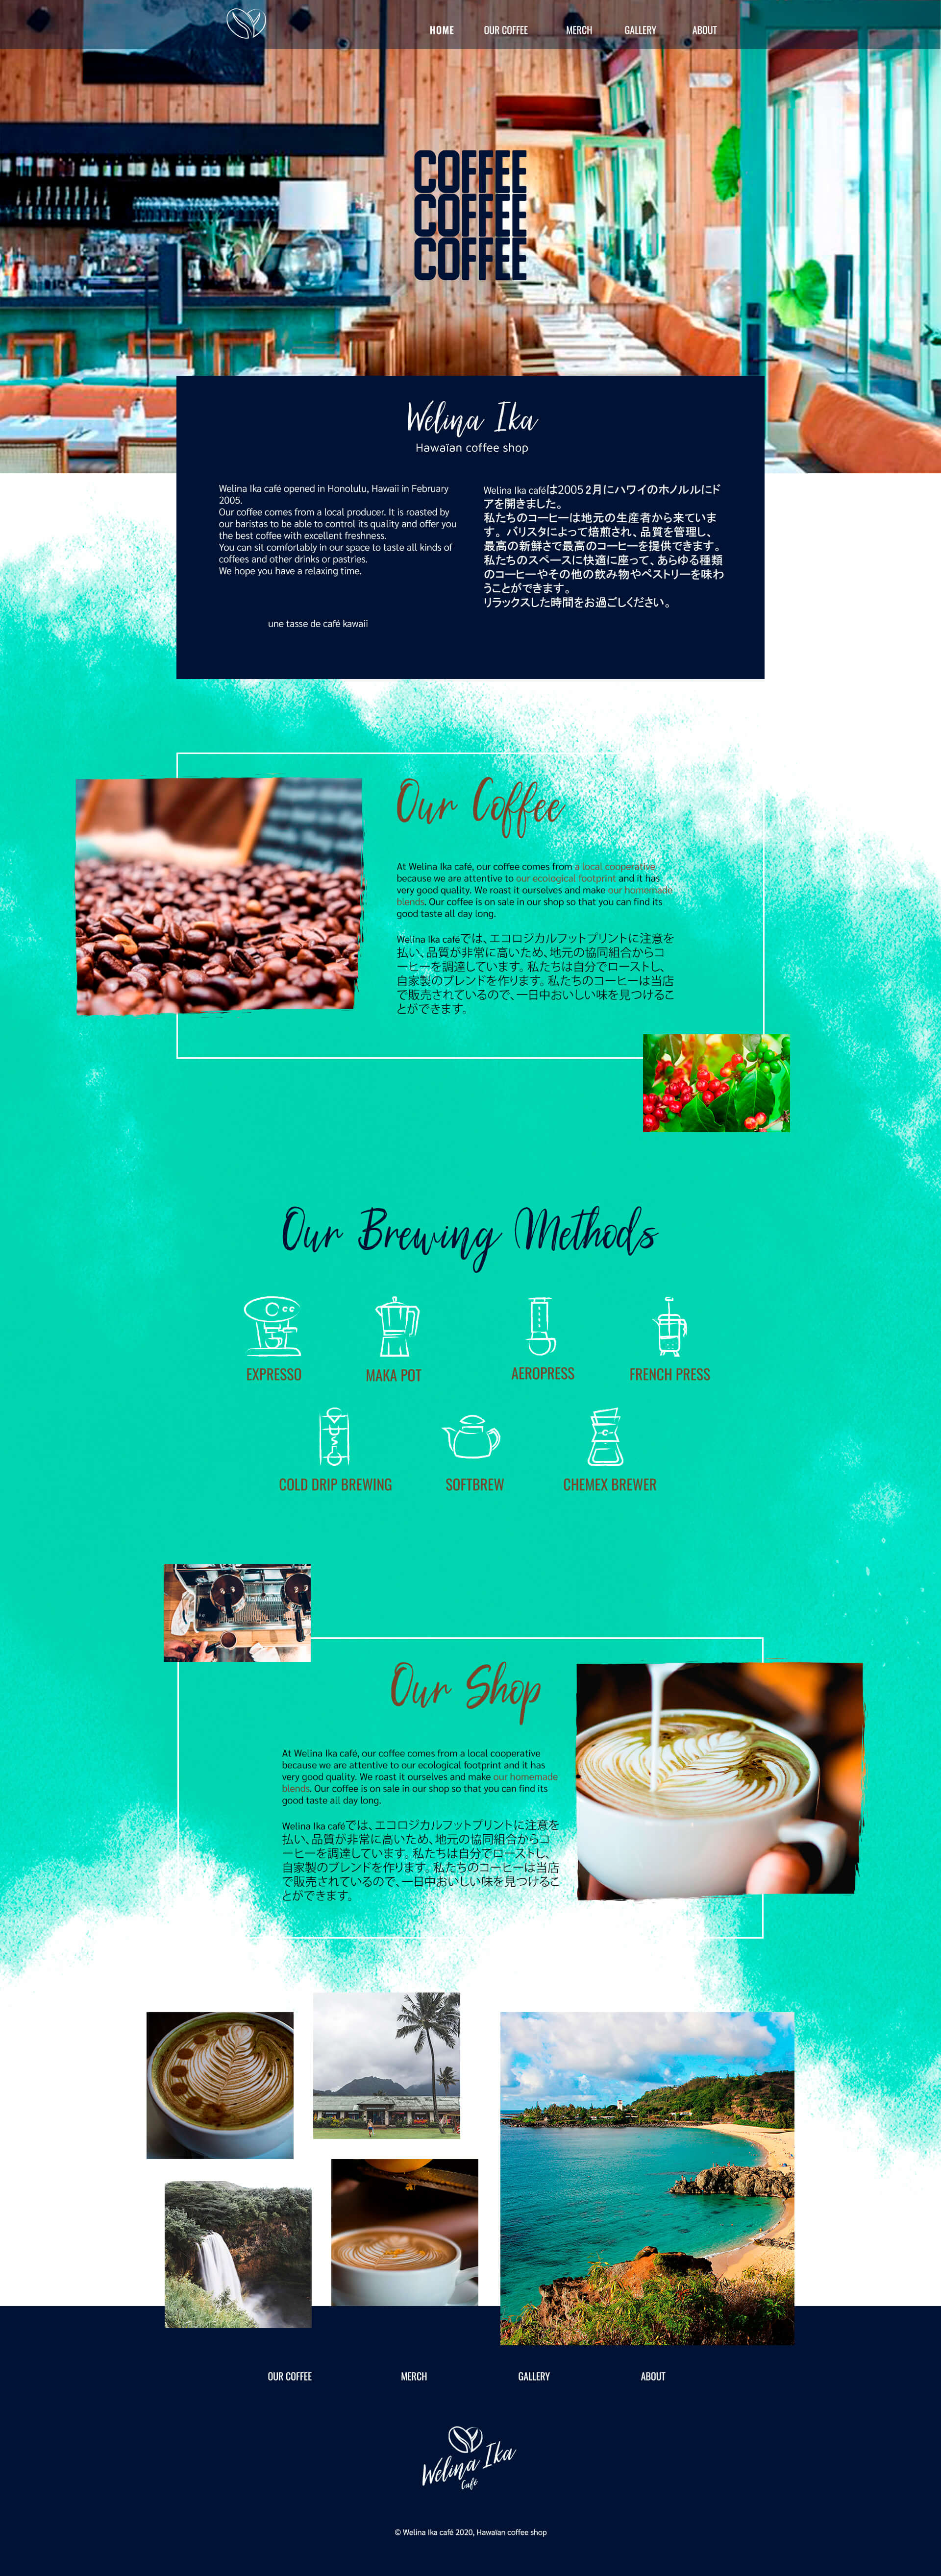 HOME OUR COFFEE MERCH GALLERY ABOUT
COFFEE
COFFEE
COFFEE
Welina Ika
Hawaïan coffee shop
Welina Ika café opened in Honolulu, Hawaii in February
2005.
Our coffee comes from a local producer. It is roasted by
our baristas to be able to control its quality and offer you
the best coffee with excellent freshness.
You can sit comfortably in our space to taste all kinds of
coffees and other drinks or pastries.
We hope you have a relaxing time.
une tasse de café kawaii
Welina Ika caféは2005 2月にハワイのホノルルにド
アを開きました。
私たちのコーヒーは地元の生産者から来ていま
す。バリスタによって焙煎され、品質を管理し、
最高の新鮮さで最高のコーヒーを提供できます。
私たちのスペースに快適に座って、あらゆる種類
のコーヒーやその他の飲み物やペストリーを味わ
うことができます。
リラックスした時間をお過ごしください。
Our Coffee
At Welina Ika café, our coffee comes from a local cooperative
because we are attentive to our ecological footprint and it has
very good quality. We roast it ourselves and make our homemade
blends. Our coffee is on sale in our shop so that you can find its
good taste all day long.
Welina Ika caféでは、エコロジカルフットプリントに注意を
払い、品質が非常に高いため、地元の協同組合からコ
ーヒーを調達しています。私たちは自分でローストし、
自家製のブレンドを作ります。私たちのコーヒーは当店
で販売されているので、一日中おいしい味を見つけるこ
とができます。
Our Brewing Methods
EXPRESSO MAKA POT AEROPRESS FRENCH PRESS
COLD DRIP BREWING SOFTBREW CHEMEX BREWER
Our Shop
At Welina Ika café, our coffee comes from a local cooperative
because we are attentive to our ecological footprint and it has
very good quality. We roast it ourselves and make our homemade
blends. Our coffee is on sale in our shop so that you can find its
good taste all day long.
Welina Ika caféでは、エコロジカルフットプリントに注意を
払い、品質が非常に高いため、地元の協同組合からコ
ーヒーを調達しています。私たちは自分でローストし、
自家製のブレンドを作ります。私たちのコーヒーは当店
で販売されているので、一日中おいしい味を見つけるこ
とができます。
OUR COFFEE MERCH GALLERY ABOUT
Welina Ika
Café
© Welina Ika café 2020, Hawaïan coffee shop